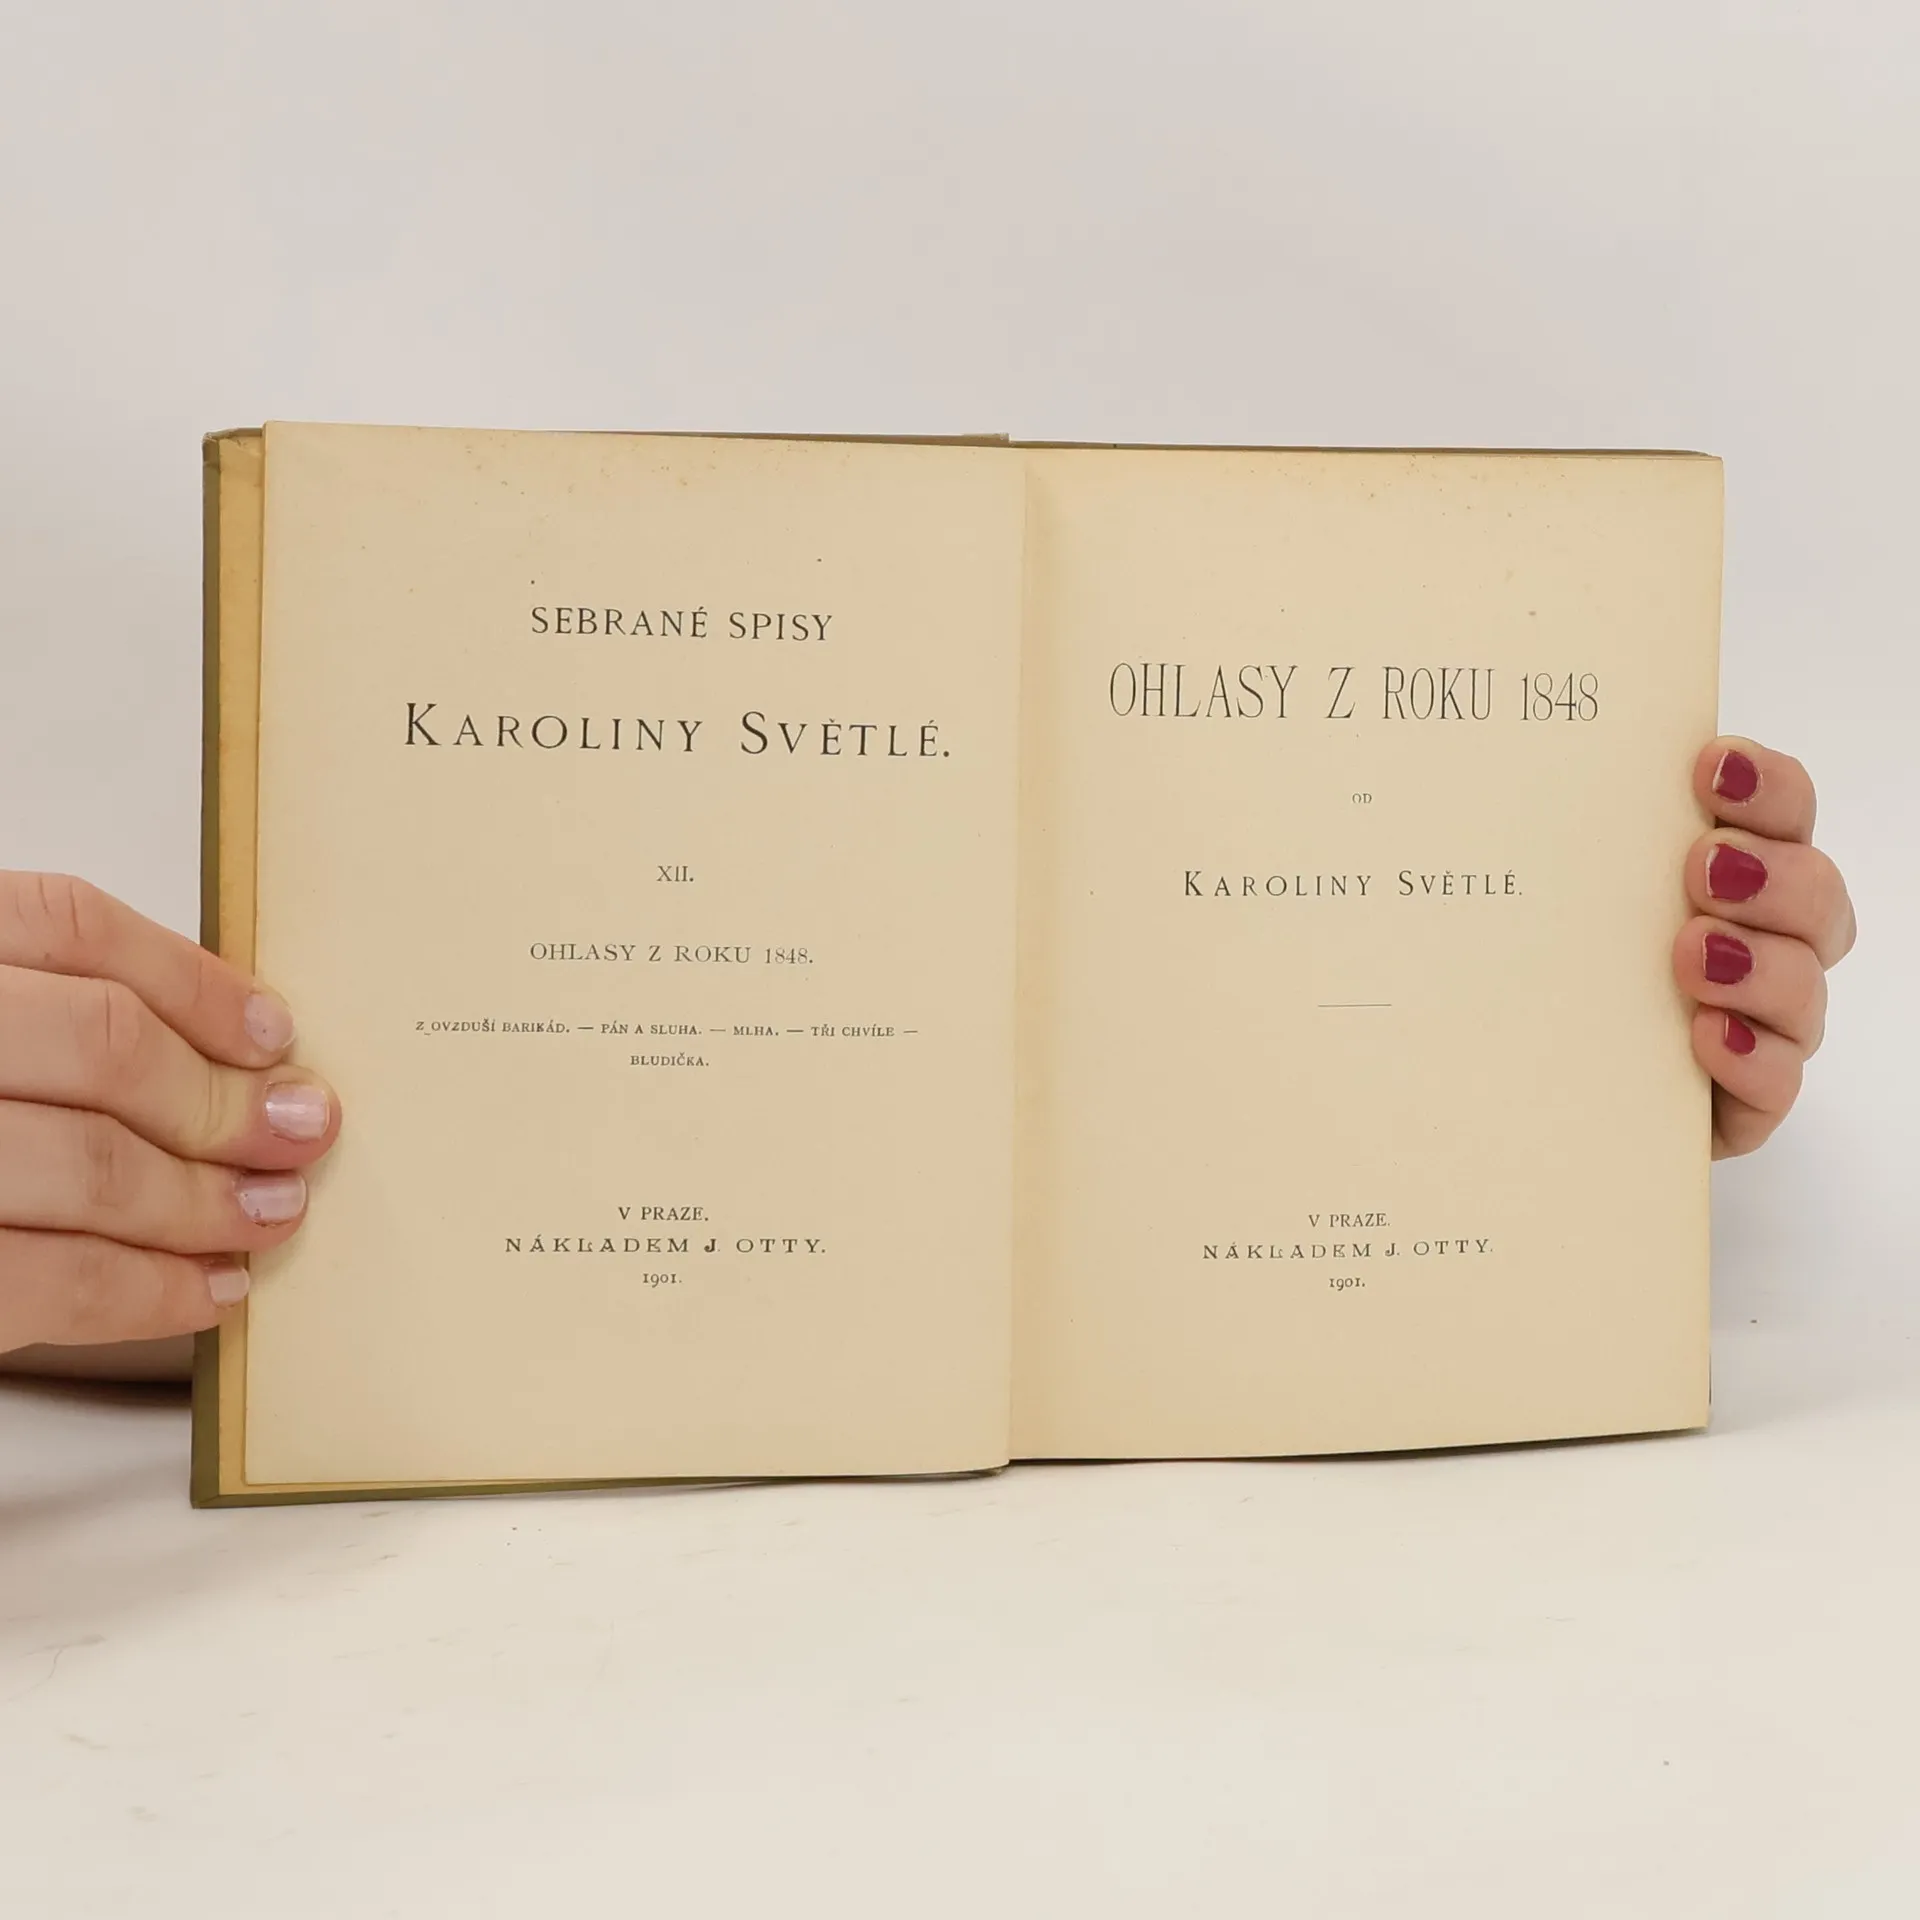 SEBRANÉ SPISY
KAROLINY SVĚTLÉ.
XII.
OHLASY Z ROKU 1848.
Z OVZDUŠÍ BARIKÁD. — PÁN A SLUHA. — MLHA. — TŘI CHVÍLE —
BLUDIČKA.
V PRAZE.
NÁKLADEM J. OTTY.
1901.
OHLASY Z ROKU 1848
OD
KAROLINY SVĚTLÉ.
V PRAZE.
NÁKLADEM J. OTTY.
1901.